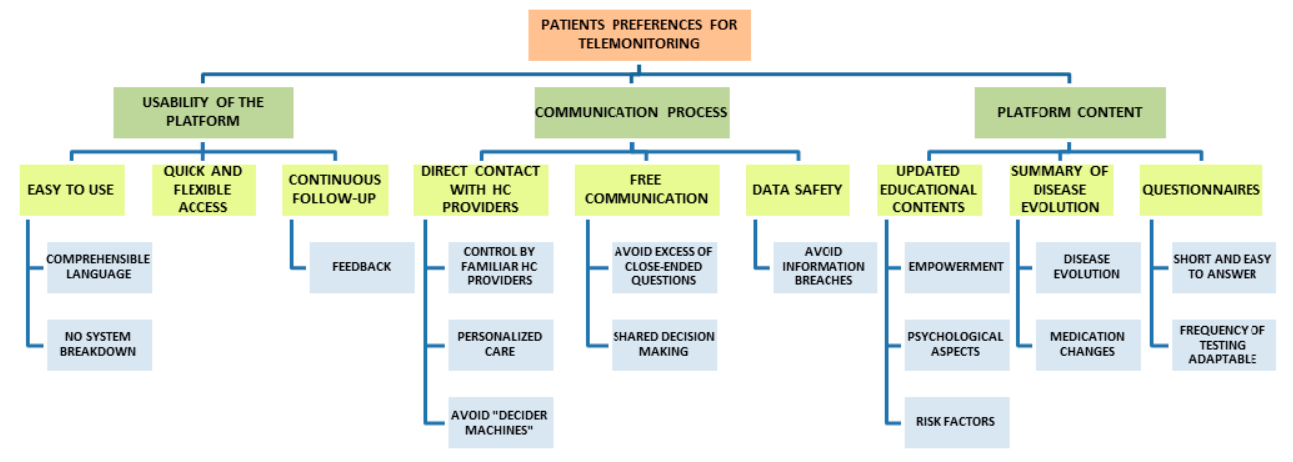 PATIENTS PREFERENCES FOR
TELEMONITORING
USABILITY OF THE
PLATFORM
COMMUNICATION PROCESS
PLATFORM CONTENT
EASY TO USE
QUICK AND
FLEXIBLE
ACCESS
CONTINUOUS
FOLLOW-UP
DIRECT CONTACT
WITH HC
PROVIDERS
FREE
COMMUNICATION
DATA SAFETY
UPDATED
EDUCATIONAL
CONTENTS
SUMMARY OF
DISEASE
EVOLUTION
QUESTIONNAIRES
COMPREHENSIBLE
LANGUAGE
FEEDBACK
CONTROL BY
FAMILIAR HC
PROVIDERS
AVOID EXCESS OF
CLOSE-ENDED
QUESTIONS
AVOID
INFORMATION
BREACHES
EMPOWERMENT
DISEASE
EVOLUTION
SHORT AND EASY
TO ANSWER
NO SYSTEM
BREAKDOWN
PERSONALIZED
CARE
SHARED DECISION
MAKING
PSYCHOLOGICAL
ASPECTS
MEDICATION
CHANGES
FREQUENCY OF
TESTING
ADAPTABLE
AVOID "DECIDER
MACHINES"
RISK FACTORS